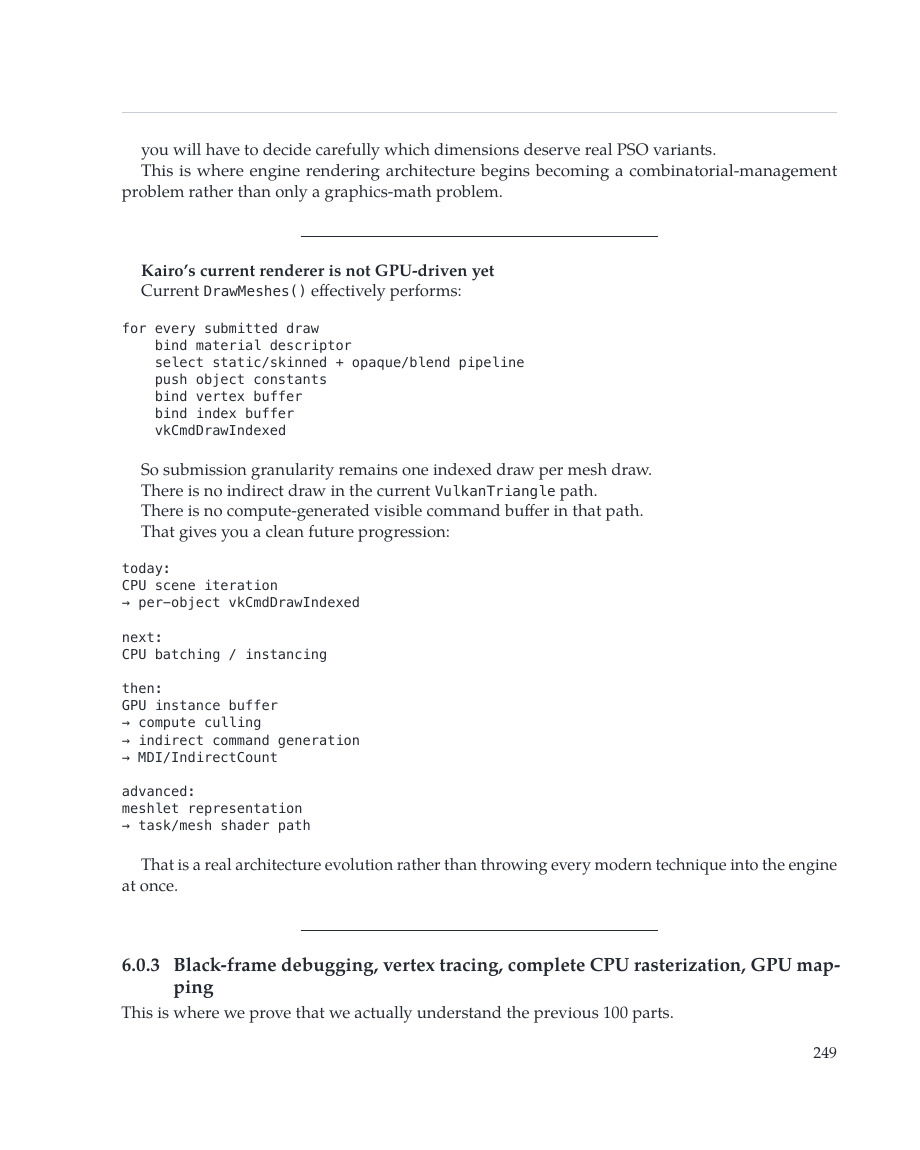 you will have to decide carefully which dimensions deserve real PSO variants.
This is where engine rendering architecture begins becoming a combinatorial-management
problem rather than only a graphics-math problem.
Kairo’s current renderer is not GPU-driven yet
Current DrawMeshes() effectively performs:
for every submitted draw
    bind material descriptor
    select static/skinned + opaque/blend pipeline
    push object constants
    bind vertex buffer
    bind index buffer
    vkCmdDrawIndexed
So submission granularity remains one indexed draw per mesh draw.
There is no indirect draw in the current VulkanTriangle path.
There is no compute-generated visible command buffer in that path.
That gives you a clean future progression:
today:
CPU scene iteration
→ per-object vkCmdDrawIndexed
next:
CPU batching / instancing
then:
GPU instance buffer
→ compute culling
→ indirect command generation
→ MDI/IndirectCount
advanced:
meshlet representation
→ task/mesh shader path
That is a real architecture evolution rather than throwing every modern technique into the engine
at once.
6.0.3 Black-frame debugging, vertex tracing, complete CPU rasterization, GPU map-
ping
This is where we prove that we actually understand the previous 100 parts.
249